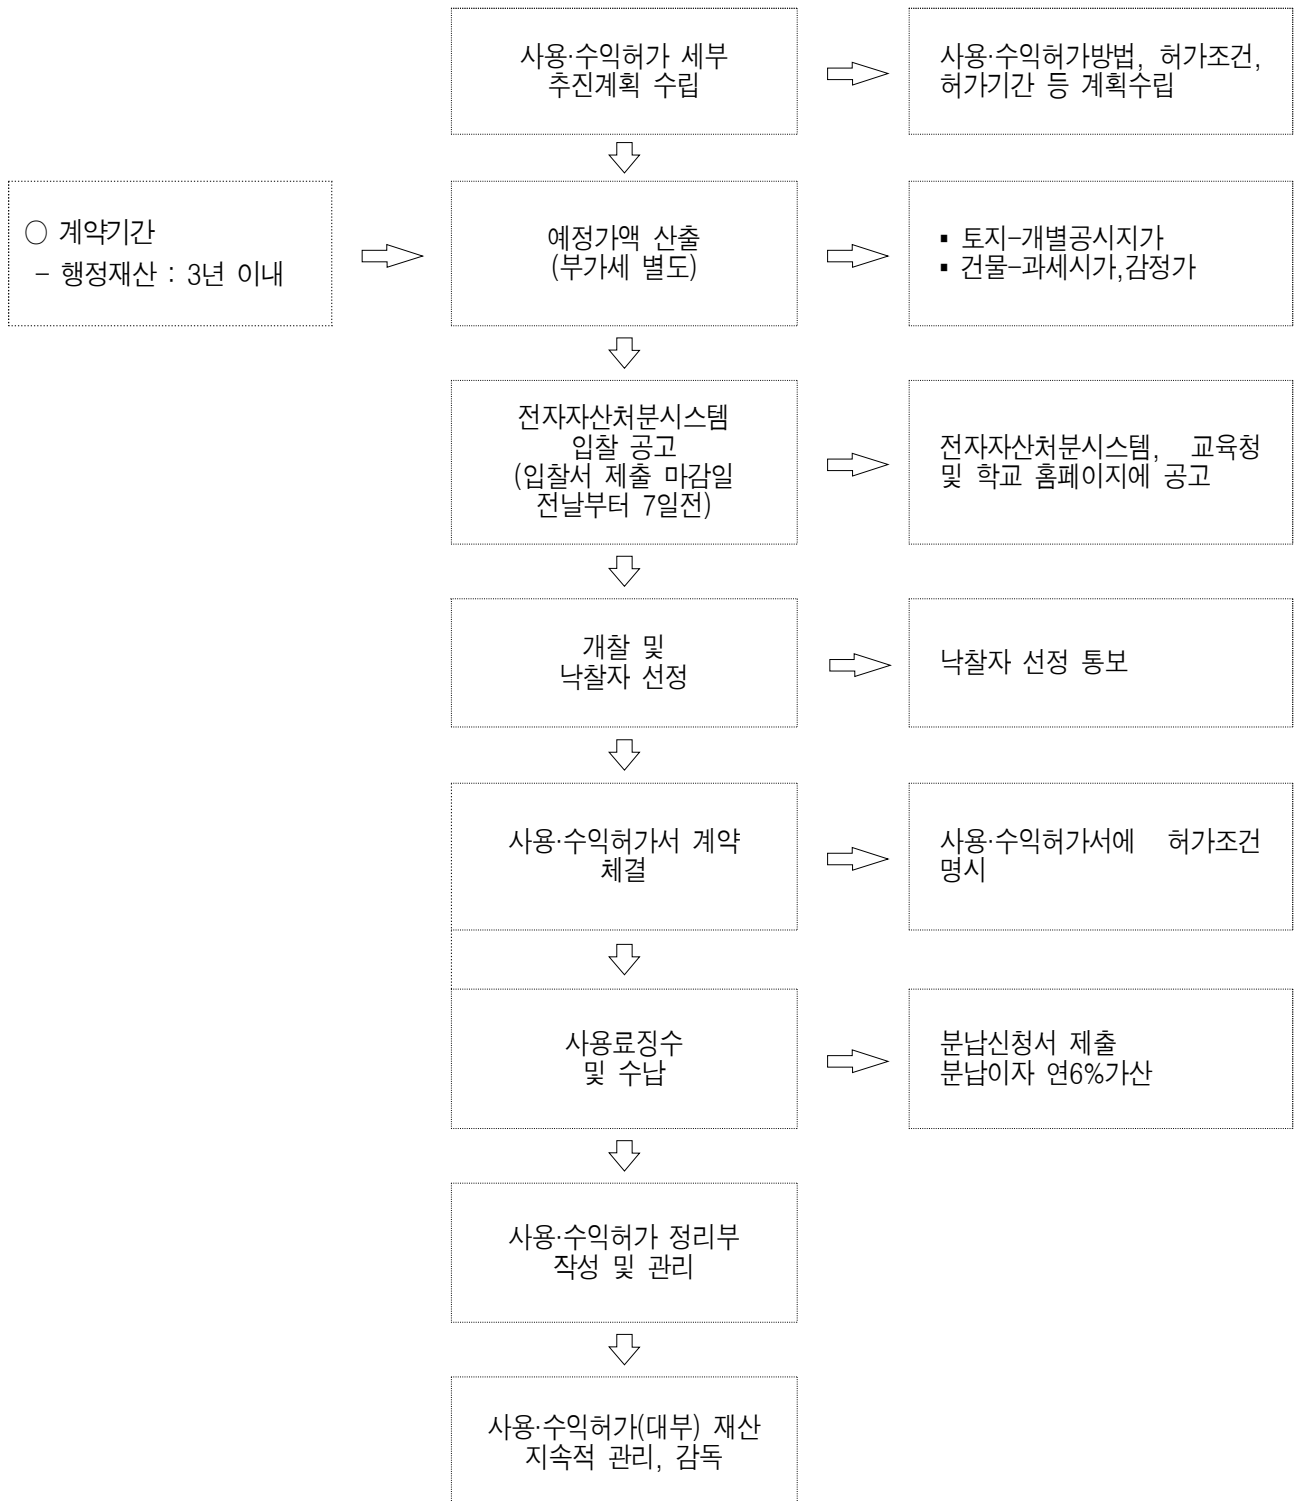 사용·수익허가 세부
추진계획 수립
사용·수익허가방법, 허가조건,
허가기간 등 계획수립
○ 계약기간
- 행정재산 : 3년 이내
예정가액 산출
(부가세 별도)
▪ 토지-개별공시지가
▪ 건물-과세시가,감정가
전자자산처분시스템
입찰 공고
(입찰서 제출 마감일
전날부터 7일전)
전자자산처분시스템, 교육청
및 학교 홈페이지에 공고
개찰 및
낙찰자 선정
낙찰자 선정 통보
사용·수익허가서 계약
체결
사용·수익허가서에 허가조건
명시
사용료징수
및 수납
분납신청서 제출
분납이자 연6%가산
사용·수익허가 정리부
작성 및 관리
사용·수익허가(대부) 재산
지속적 관리, 감독